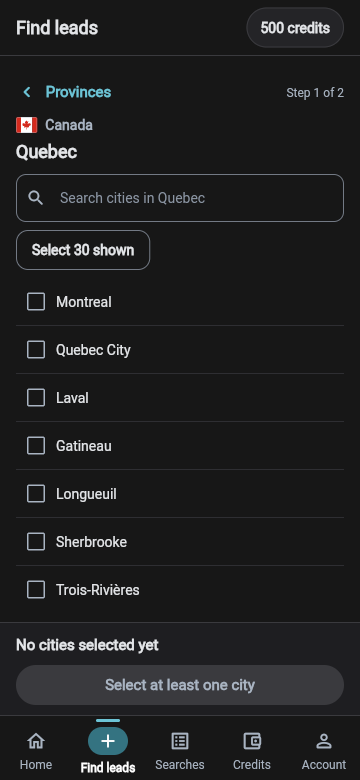 Find leads
500 credits
Provinces
Step 1 of 2
Canada
Quebec
Search cities in Quebec
Select 30 shown
Montreal
Quebec City
Laval
Gatineau
Longueuil
Sherbrooke
Trois-Rivières
No cities selected yet
Select at least one city
Home
Find leads
Searches
Credits
Account